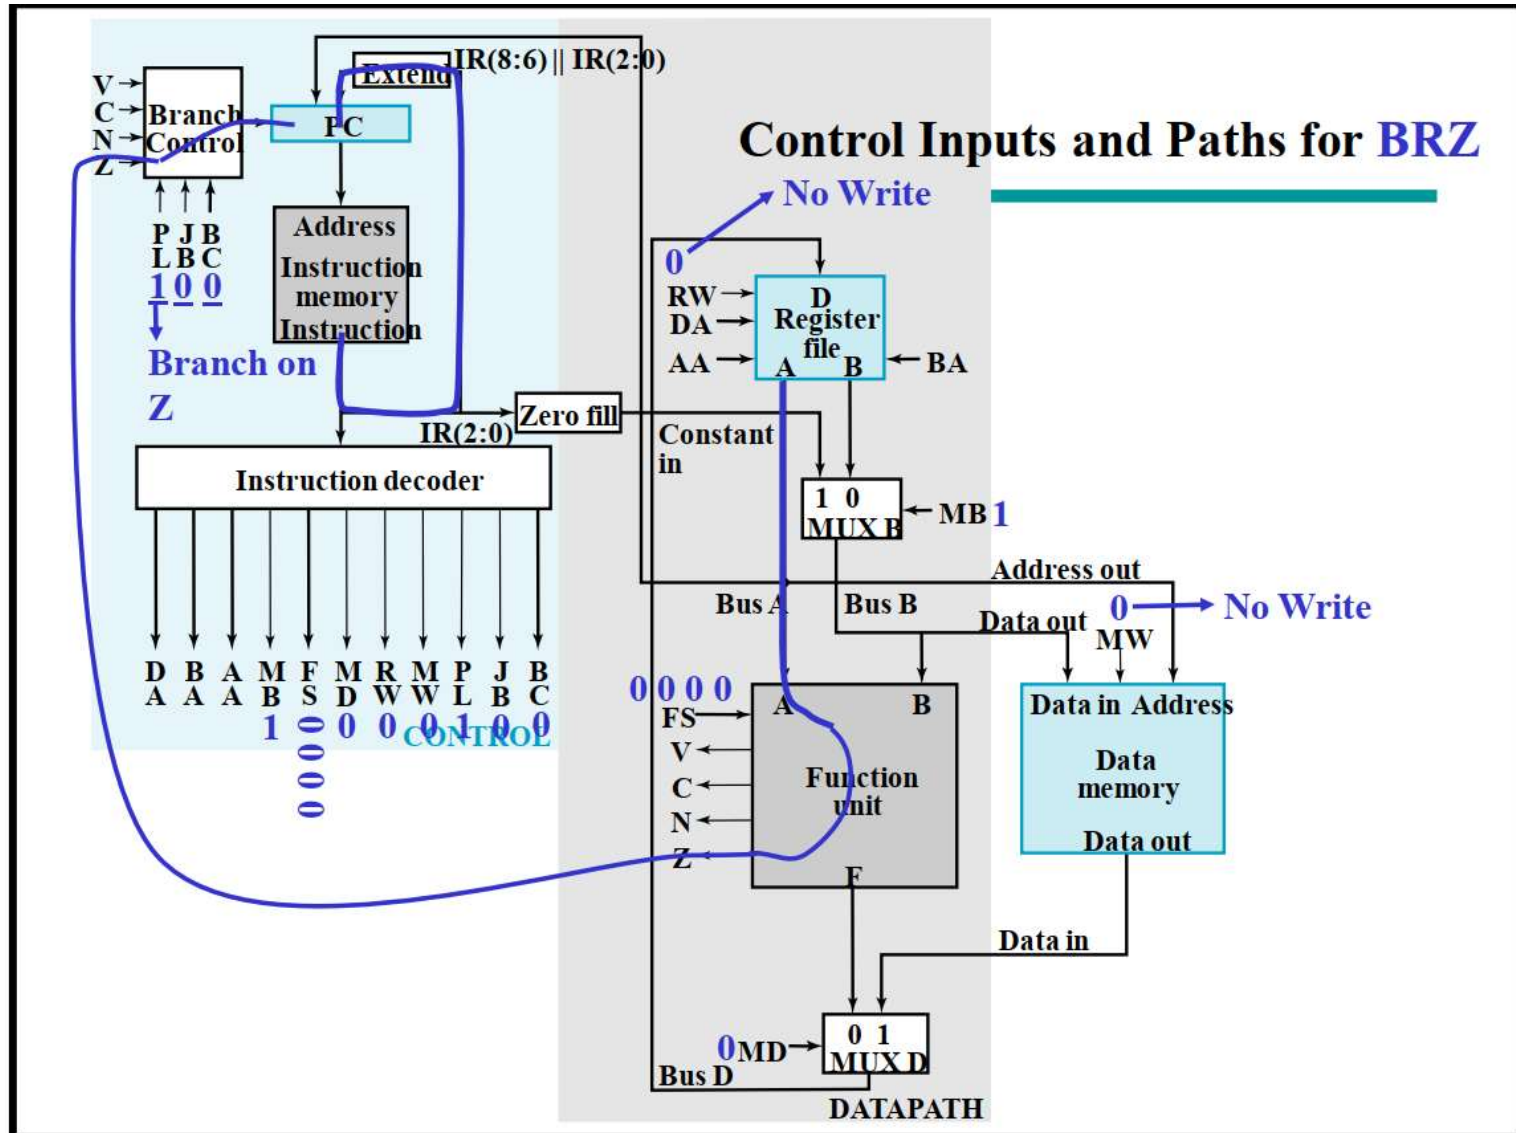 Control Inputs and Paths for BRZ
IR(8:6) || IR(2:0)
Extend
V
C
N
Z
Branch
Control
PC
P J B
L B C
1 0 0
Branch on
Z
Address
Instruction
memory
Instruction
No Write
0
RW
DA
AA
D
Register
file
A B
BA
IR(2:0)
Zero fill
Constant
in
Instruction decoder
1 0
MUX B
MB 1
Address out
Bus A
Bus B
Data out
0
No Write
MW
D B A M F M R M P J B
A A A B S D W W L B C
1 0 0 0 0 1 0 0
0
0
0
CONTROL
0 0 0 0
FS
V
C
N
Z
A B
Function
unit
F
Data in Address
Data
memory
Data out
Data in
0 1
MUX D
0 MD
Bus D
DATAPATH